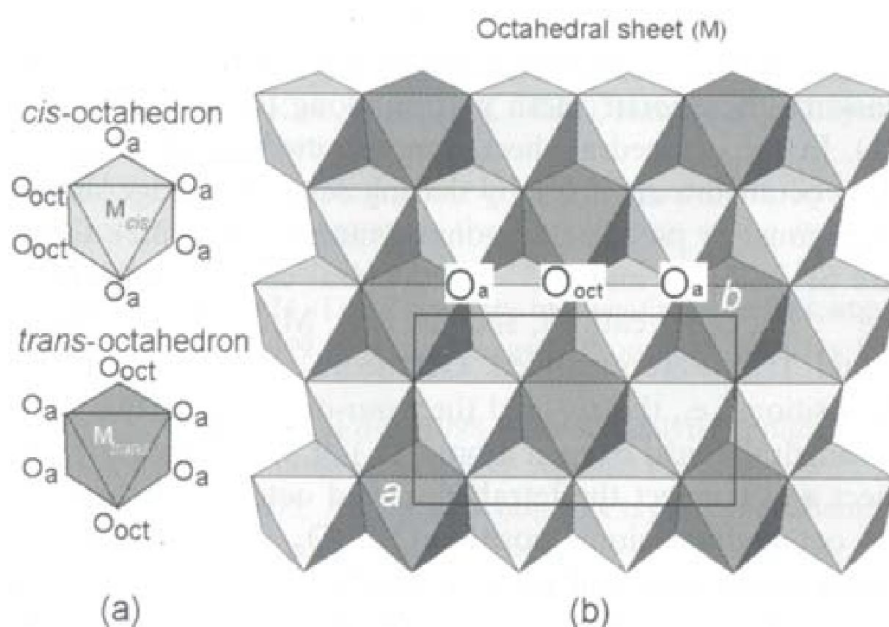 Octahedral sheet (M)
cis-octahedron
Oa
Ooct Oa
Mcis
Ooct Oa
Oa
trans-octahedron
Ooct
Oa Oa
Mtrans
Oa Oa
Ooct
Oa Ooct Oa
b
a
(a) (b)